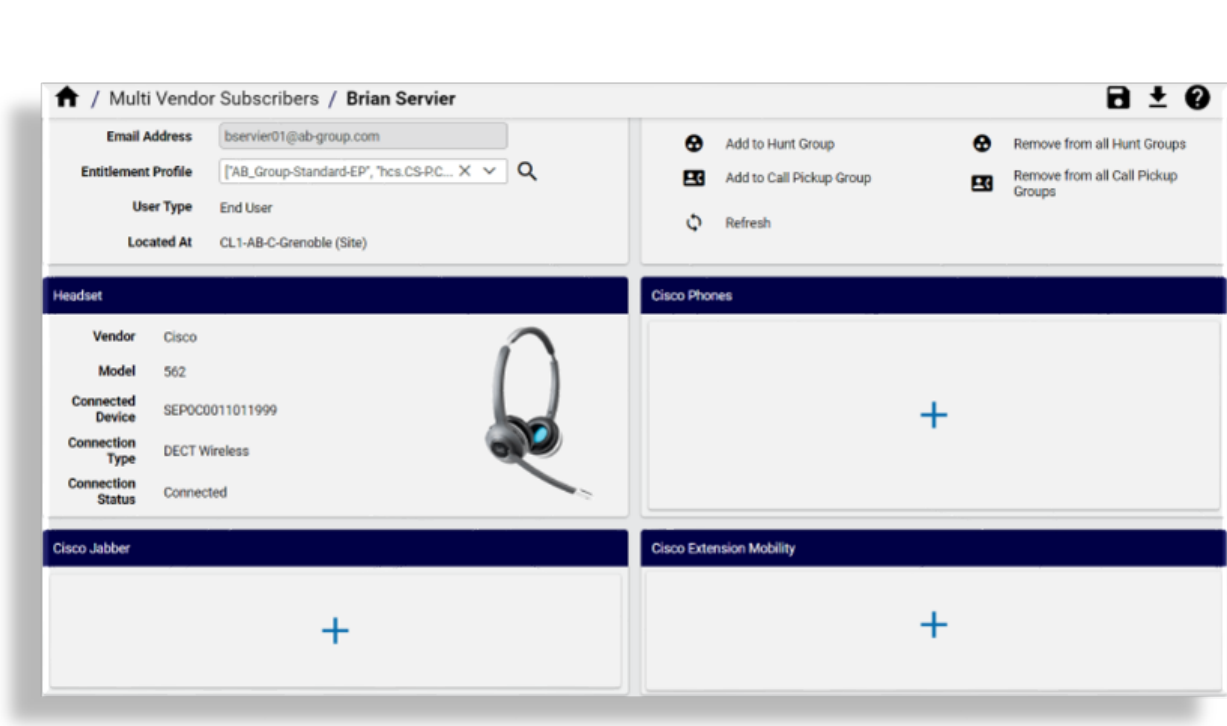 / Multi Vendor Subscribers / Brian Servier
Email Address bservier01@ab-group.com
Entitlement Profile ["AB_Group-Standard-EP", "hcs.CS-P.C...
User Type End User
Located At CL1-AB-C-Grenoble (Site)
Add to Hunt Group
Remove from all Hunt Groups
Add to Call Pickup Group
Remove from all Call Pickup
Groups
Refresh
Headset
Vendor Cisco
Model 562
Connected
Device SEP0C0011011999
Connection
Type DECT Wireless
Connection
Status Connected
Cisco Phones
Cisco Jabber
Cisco Extension Mobility